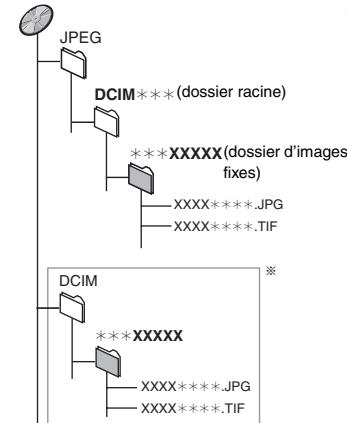 JPEG
DCIM＊＊＊(dossier racine)
＊＊＊XXXXX(dossier d'images
fixes)
XXXX＊＊＊＊.JPG
XXXX＊＊＊＊.TIF
※
DCIM
＊＊＊XXXXX
XXXX＊＊＊＊.JPG
XXXX＊＊＊＊.TIF